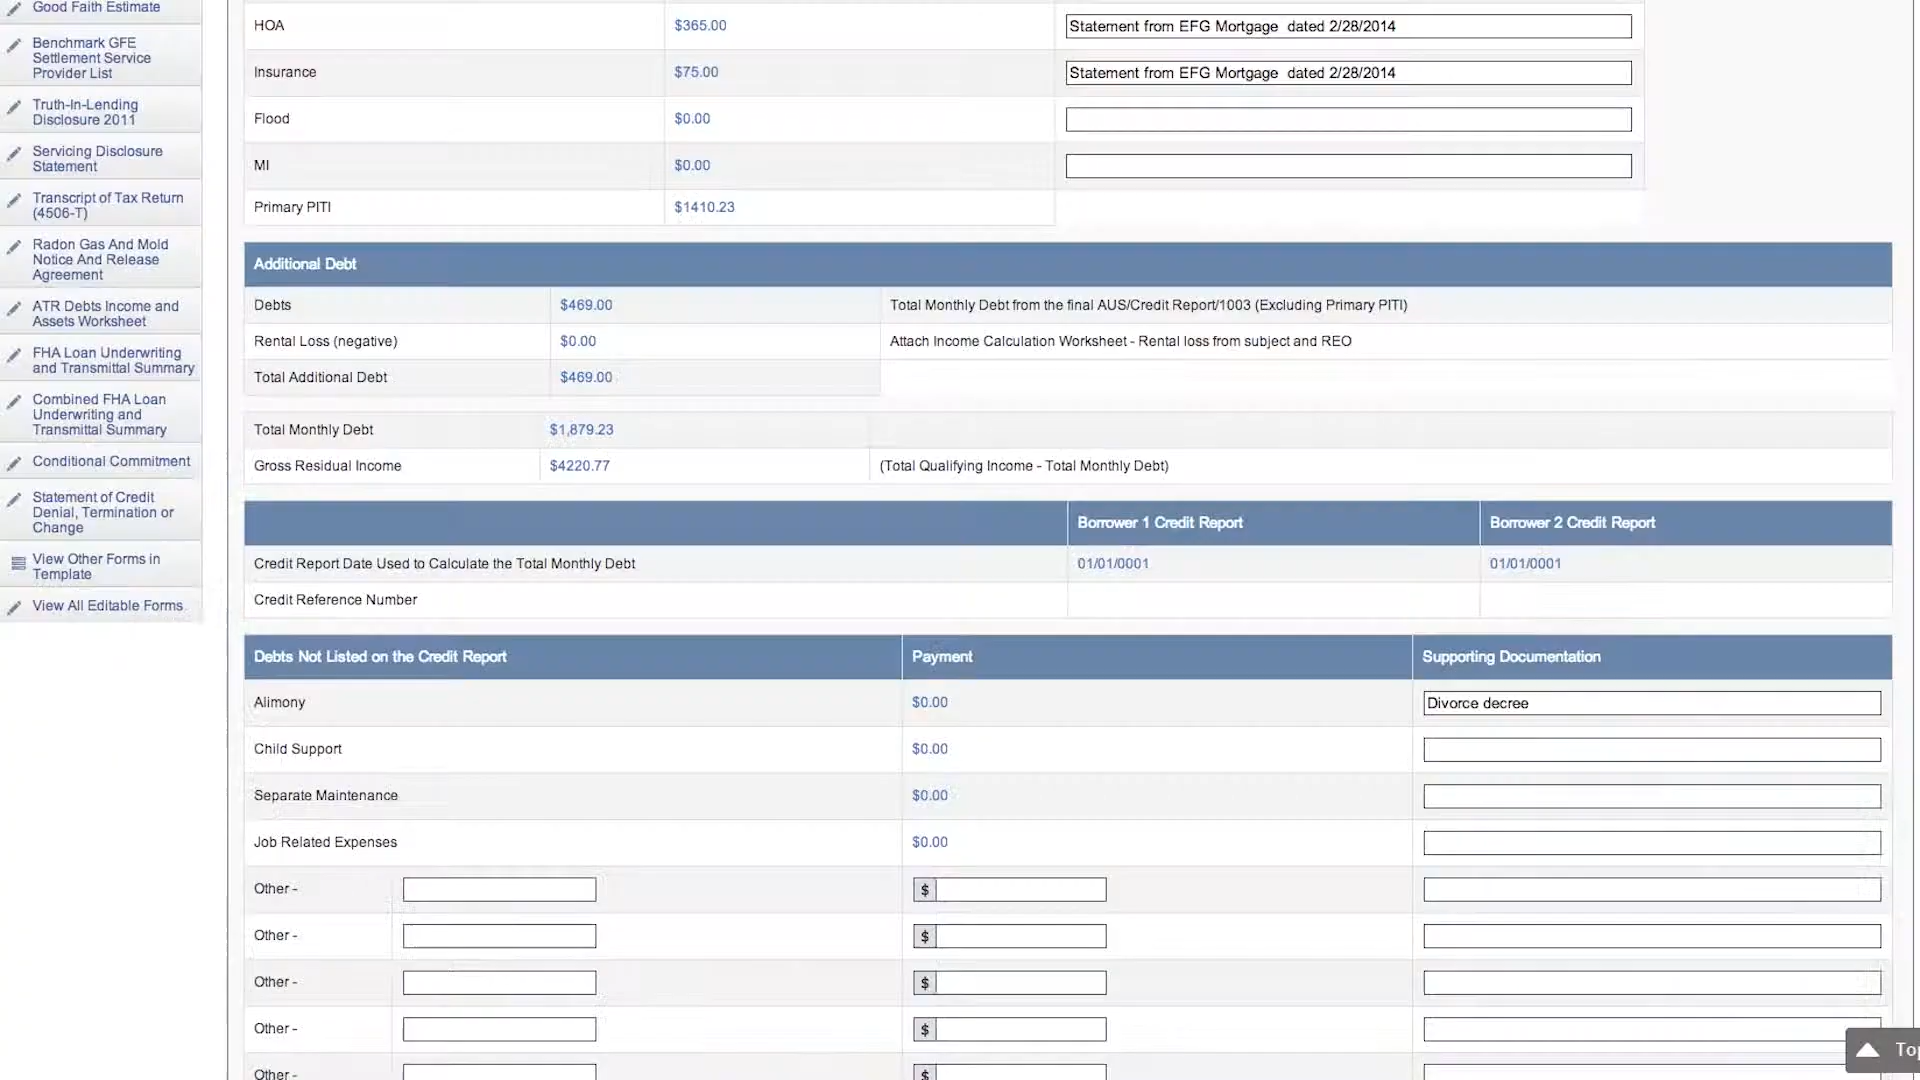 Good Faith Estimate
Benchmark GFE
Settlement Service
Provider List
Truth-In-Lending
Disclosure 2011
Servicing Disclosure
Statement
Transcript of Tax Return
(4506-T)
Radon Gas And Mold
Notice And Release
Agreement
ATR Debts Income and
Assets Worksheet
FHA Loan Underwriting
and Transmittal Summary
Combined FHA Loan
Underwriting and
Transmittal Summary
Conditional Commitment
Statement of Credit
Denial, Termination or
Change
View Other Forms in
Template
View All Editable Forms
HOA $365.00 Statement from EFG Mortgage dated 2/28/2014
Insurance $75.00 Statement from EFG Mortgage dated 2/28/2014
Flood $0.00
MI $0.00
Primary PITI $1410.23
Additional Debt
Debts $469.00 Total Monthly Debt from the final AUS/Credit Report/1003 (Excluding Primary PITI)
Rental Loss (negative) $0.00 Attach Income Calculation Worksheet - Rental loss from subject and REO
Total Additional Debt $469.00
Total Monthly Debt $1,879.23
Gross Residual Income $4220.77 (Total Qualifying Income - Total Monthly Debt)
Borrower 1 Credit Report Borrower 2 Credit Report
Credit Report Date Used to Calculate the Total Monthly Debt 01/01/0001 01/01/0001
Credit Reference Number
Debts Not Listed on the Credit Report Payment Supporting Documentation
Alimony $0.00 Divorce decree
Child Support $0.00
Separate Maintenance $0.00
Job Related Expenses $0.00
Other - $
Other - $
Other - $
Other - $
Other - $
Top